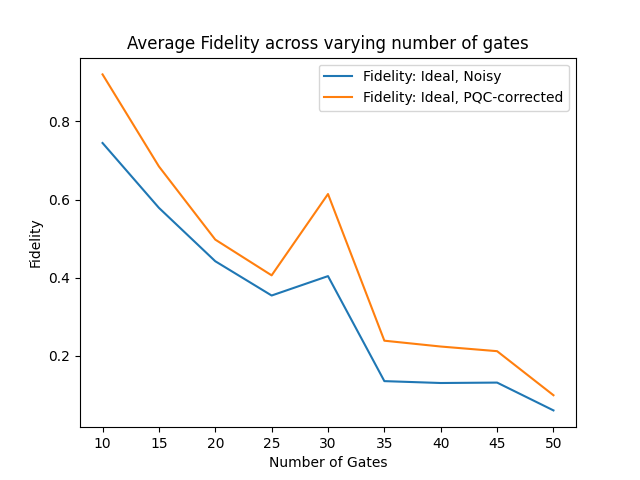 Average Fidelity across varying number of gates
Fidelity: Ideal, Noisy
Fidelity: Ideal, PQC-corrected
Fidelity
0.8
0.6
0.4
0.2
10 15 20 25 30 35 40 45 50
Number of Gates